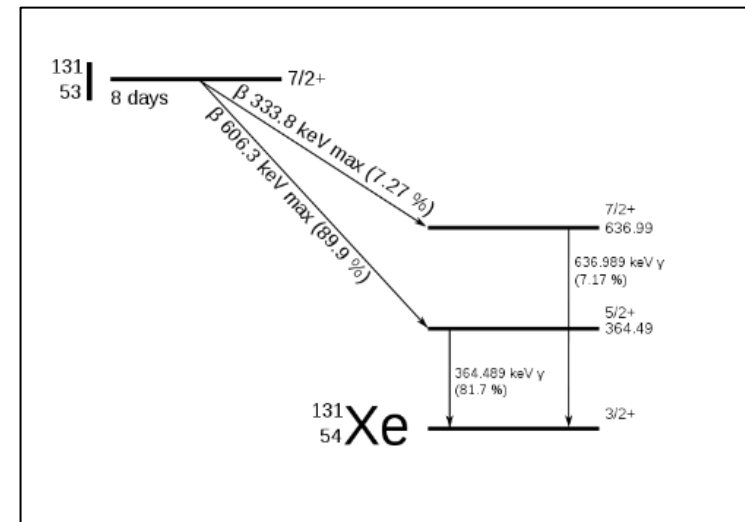 131
53 I
8 days
7/2+
β 333.8 keV max (7.27 %)
β 606.3 keV max (89.9 %)
7/2+
636.99
636.989 keV γ
(7.17 %)
5/2+
364.49
364.489 keV γ
(81.7 %)
131
54 Xe
3/2+